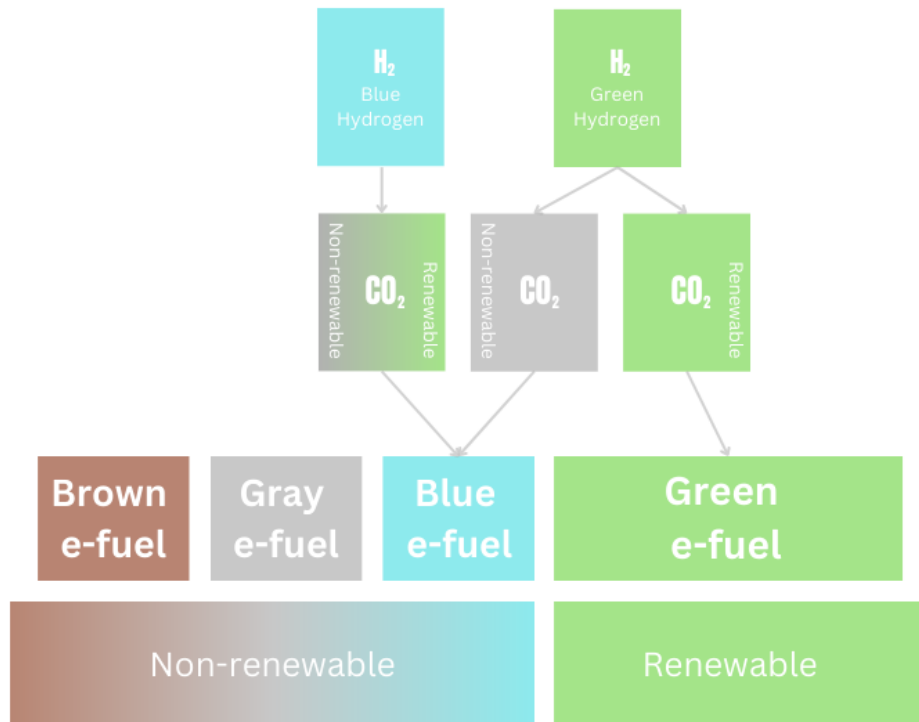 H₂
Blue
Hydrogen
H₂
Green
Hydrogen
Non-renewable
CO₂
Renewable
Non-renewable
CO₂
CO₂
Renewable
Brown
e-fuel
Gray
e-fuel
Blue
e-fuel
Green
e-fuel
Non-renewable
Renewable